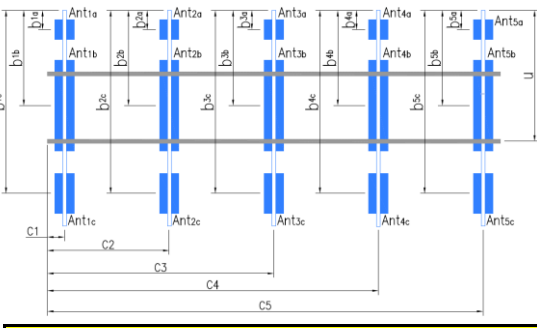 Ant1a Ant2a Ant3a Ant4a Ant5a
b1a b2a b3a b4a b5a
Ant1b Ant2b Ant3b Ant4b Ant5b
b1b b2b b3b b4b b5b
b2c b3c b4c b5c
u
Ant1c Ant2c Ant3c Ant4c Ant5c
C1
C2
C3
C4
C5